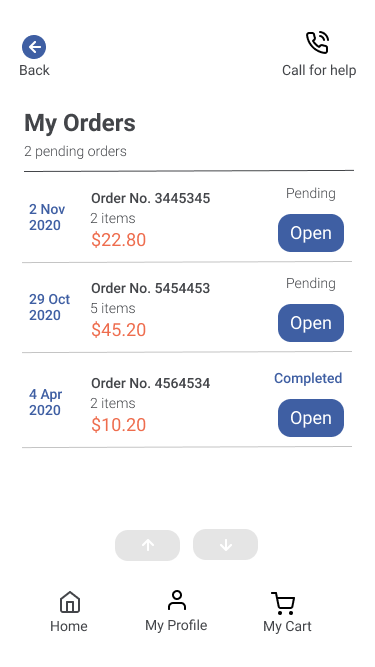 Back
Call for help
My Orders
2 pending orders
2 Nov
2020
Order No. 3445345
2 items
$22.80
Pending
Open
29 Oct
2020
Order No. 5454453
5 items
$45.20
Pending
Open
4 Apr
2020
Order No. 4564534
2 items
$10.20
Completed
Open
Home
My Profile
My Cart